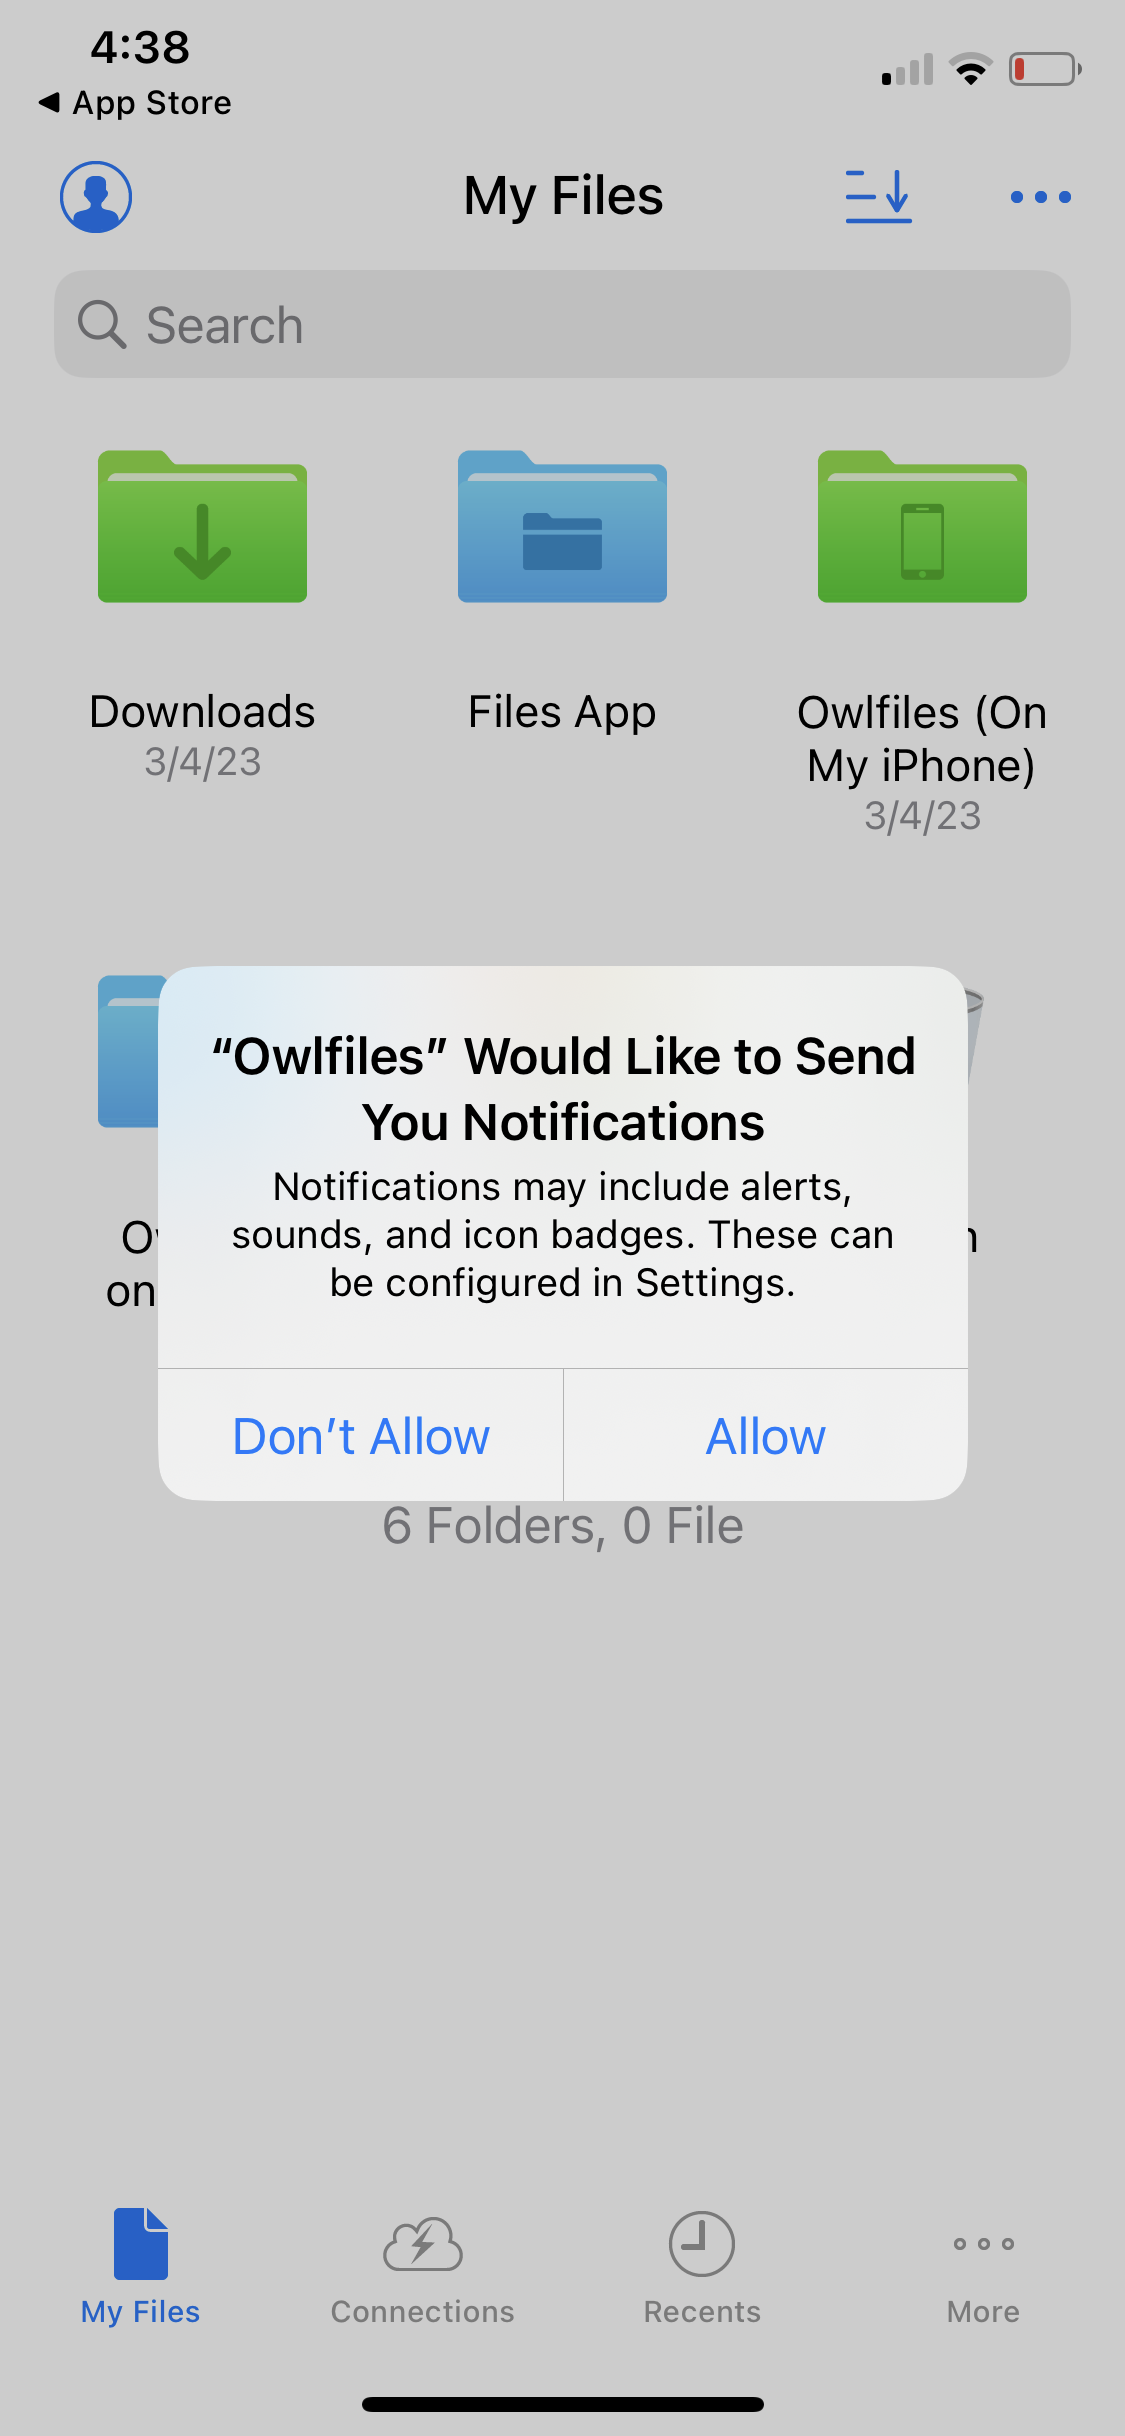 4:38
App Store
My Files
Search
Downloads
3/4/23
Files App
Owlfiles (On
My iPhone)
3/4/23
“Owlfiles” Would Like to Send
You Notifications
Notifications may include alerts,
sounds, and icon badges. These can
be configured in Settings.
on
Don’t Allow
Allow
6 Folders, 0 File
My Files
Connections
Recents
More